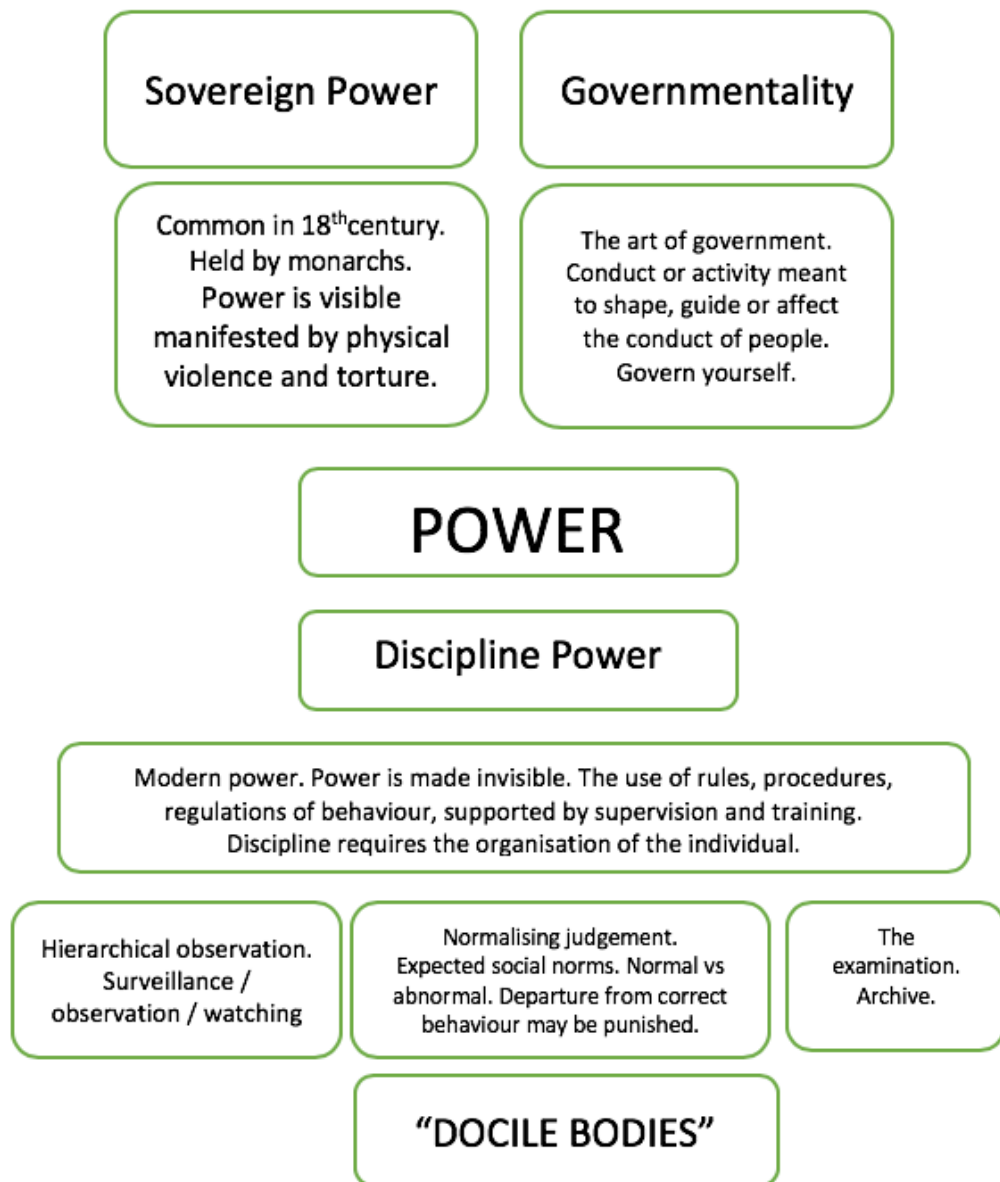 Sovereign Power
Governmentality
Common in 18th century.
Held by monarchs.
Power is visible
manifested by physical
violence and torture.
The art of government.
Conduct or activity meant
to shape, guide or affect
the conduct of people.
Govern yourself.
POWER
Discipline Power
Modern power. Power is made invisible. The use of rules, procedures,
regulations of behaviour, supported by supervision and training.
Discipline requires the organisation of the individual.
Hierarchical observation.
Surveillance /
observation / watching
Normalising judgement.
Expected social norms. Normal vs
abnormal. Departure from correct
behaviour may be punished.
The
examination.
Archive.
“DOCILE BODIES”